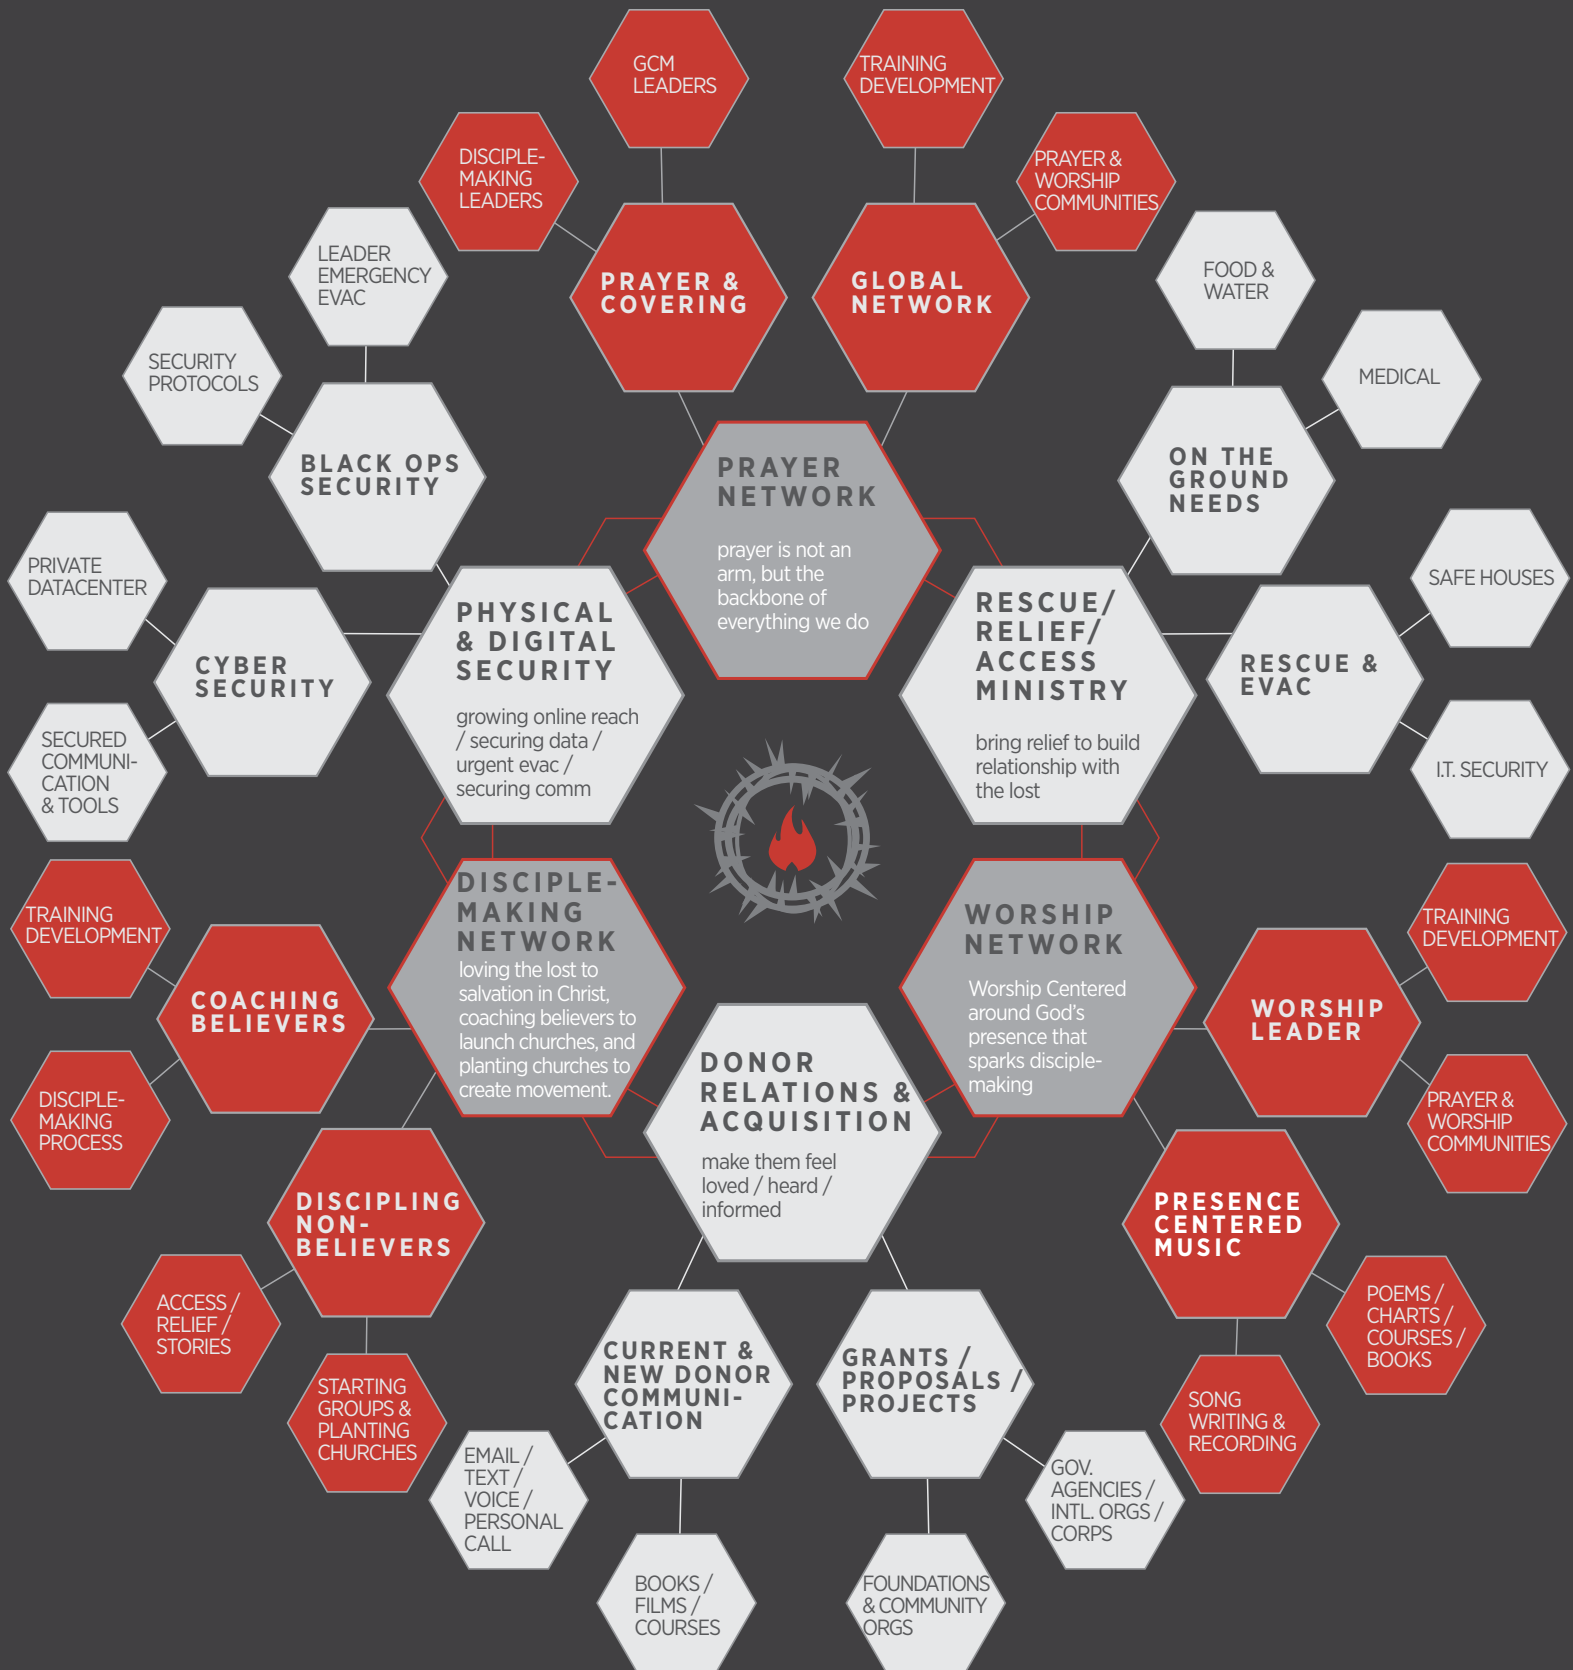 GCM
LEADERS
TRAINING
DEVELOPMENT
DISCIPLE-
MAKING
LEADERS
PRAYER &
WORSHIP
COMMUNITIES
LEADER
EMERGENCY
EVAC
PRAYER &
COVERING
GLOBAL
NETWORK
FOOD &
WATER
SECURITY
PROTOCOLS
MEDICAL
BLACK OPS
SECURITY
PRAYER
NETWORK
prayer is not an
arm, but the
backbone of
everything we do
ON THE
GROUND
NEEDS
PRIVATE
DATACENTER
SAFE HOUSES
CYBER
SECURITY
PHYSICAL
& DIGITAL
SECURITY
growing online reach
/ securing data /
urgent evac /
securing comm
RESCUE/
RELIEF/
ACCESS
MINISTRY
bring relief to build
relationship with
the lost
RESCUE &
EVAC
SECURED
COMMUNI-
CATION
& TOOLS
I.T. SECURITY
TRAINING
DEVELOPMENT
COACHING
BELIEVERS
DISCIPLE-
MAKING
NETWORK
loving the lost to
salvation in Christ,
coaching believers to
launch churches, and
planting churches to
create movement.
WORSHIP
NETWORK
Worship Centered
around God's
presence that
sparks disciple-
making
WORSHIP
LEADER
TRAINING
DEVELOPMENT
DISCIPLE-
MAKING
PROCESS
DONOR
RELATIONS &
ACQUISITION
make them feel
loved / heard /
informed
PRAYER &
WORSHIP
COMMUNITIES
DISCIPLING
NON-
BELIEVERS
PRESENCE
CENTERED
MUSIC
ACCESS /
RELIEF /
STORIES
POEMS /
CHARTS /
COURSES /
BOOKS
CURRENT &
NEW DONOR
COMMUNI-
CATION
GRANTS /
PROPOSALS /
PROJECTS
STARTING
GROUPS &
PLANTING
CHURCHES
SONG
WRITING &
RECORDING
EMAIL /
TEXT /
VOICE /
PERSONAL
CALL
GOV.
AGENCIES /
INTL. ORGS /
CORPS
BOOKS /
FILMS /
COURSES
FOUNDATIONS
& COMMUNITY
ORGS